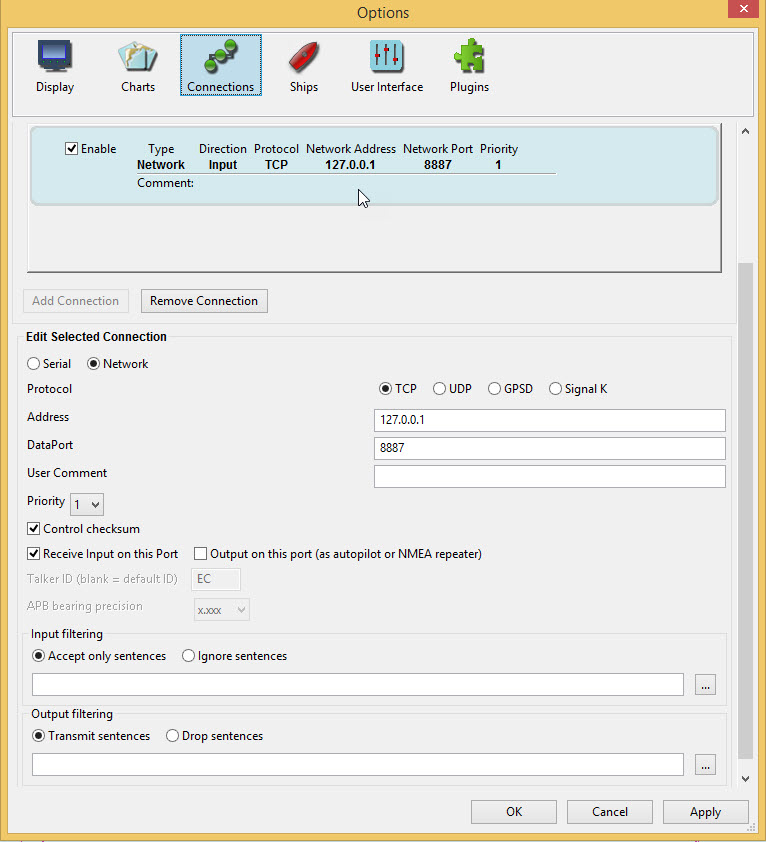 Options
Display Charts Connections Ships User Interface Plugins
Enable Type Direction Protocol Network Address Network Port Priority
Network Input TCP 127.0.0.1 8887 1
Comment:
Add Connection Remove Connection
Edit Selected Connection
Serial Network
Protocol TCP UDP GPSD Signal K
Address 127.0.0.1
DataPort 8887
User Comment
Priority 1
Control checksum
Receive Input on this Port Output on this port (as autopilot or NMEA repeater)
Talker ID (blank = default ID) EC
APB bearing precision x.xxx
Input filtering
Accept only sentences Ignore sentences
...
Output filtering
Transmit sentences Drop sentences
...
OK Cancel Apply